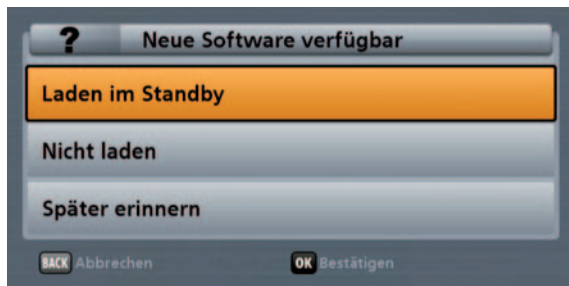 ? Neue Software verfügbar
Laden im Standby
Nicht laden
Später erinnern
BACK Abbrechen OK Bestätigen